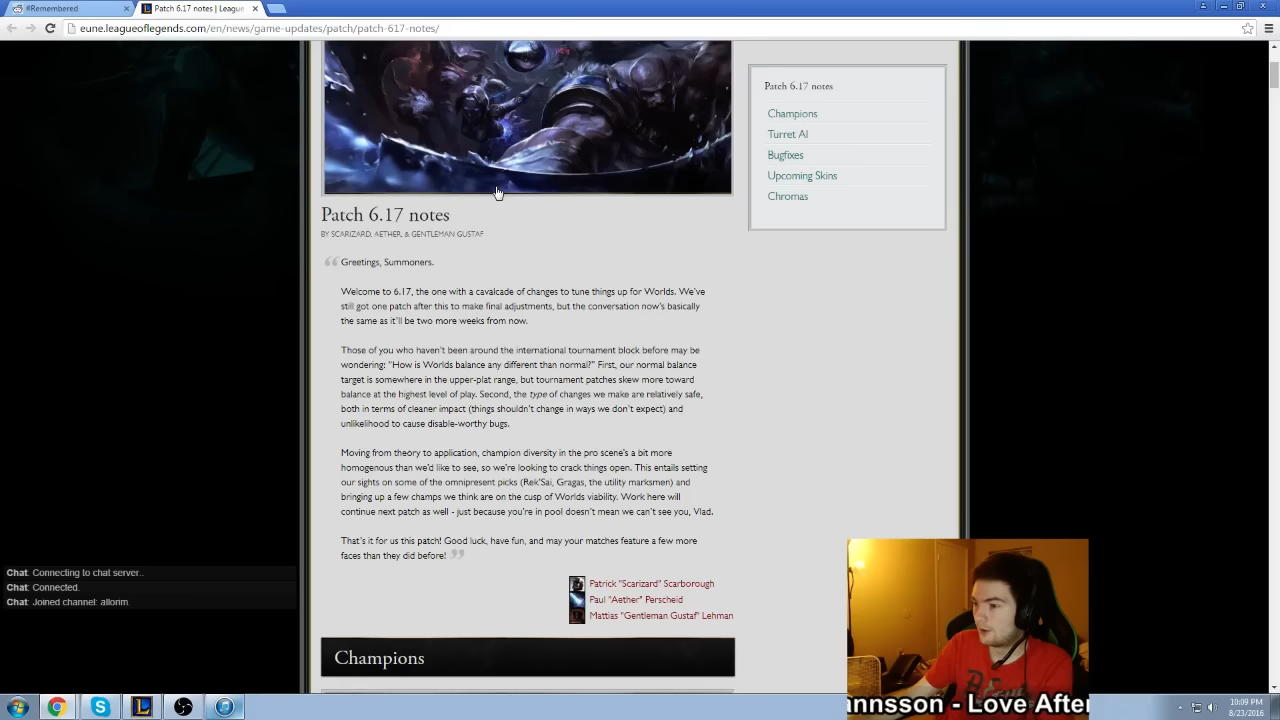 #Remembered
Patch 6.17 notes | Leagu
eune.leagueoflegends.com/en/news/game-updates/patch/patch-617-notes/
Patch 6.17 notes
Champions
Turret AI
Bugfixes
Upcoming Skins
Chromas
Patch 6.17 notes
BY SCARIZARD, AETHER, & GENTLEMAN GUSTAF
Greetings, Summoners.
Welcome to 6.17, the one with a cavalcade of changes to tune things up for Worlds. We've
still got one patch after this to make final adjustments, but the conversation now's basically
the same as it'll be two more weeks from now.
Those of you who haven't been around the international tournament block before may be
wondering: "How is Worlds balance any different than normal?" First, our normal balance
target is somewhere in the upper-plat range, but tournament patches skew more toward
balance at the highest level of play. Second, the type of changes we make are relatively safe,
both in terms of cleaner impact (things shouldn't change in ways we don't expect) and
unlikelihood to cause disable-worthy bugs.
Moving from theory to application, champion diversity in the pro scene's a bit more
homogenous than we'd like to see, so we're looking to crack things open. This entails setting
our sights on some of the omnipresent picks (Rek'Sai, Gragas, the utility marksmen) and
bringing up a few champs we think are on the cusp of Worlds viability. Work here will
continue next patch as well - just because you're in pool doesn't mean we can't see you, Vlad.
That's it for us this patch! Good luck, have fun, and may your matches feature a few more
faces than they did before!
Patrick "Scarizard" Scarborough
Paul "Aether" Perscheid
Mattias "Gentleman Gustaf" Lehman
Champions
Chat: Connecting to chat server..
Chat: Connected.
Chat: Joined channel: allorim.
annsson - Love After
10:09 PM
8/23/2016